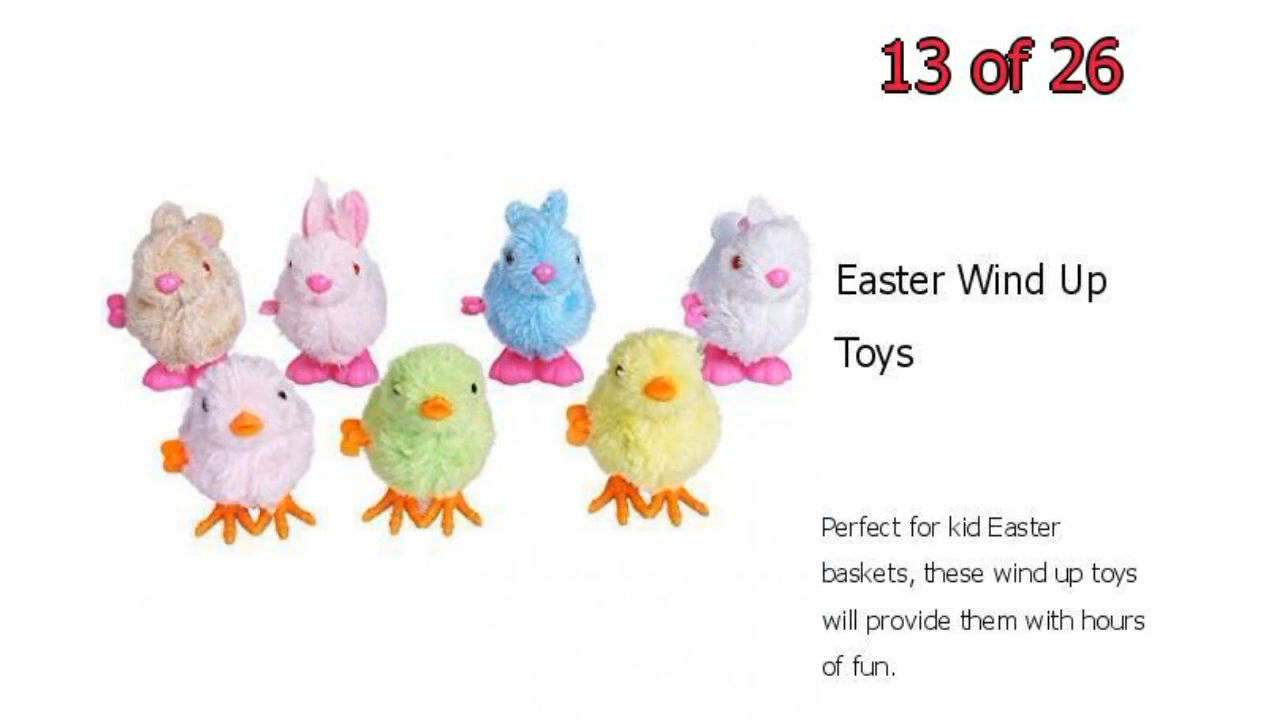 13 of 26
Easter Wind Up
Toys
Perfect for kid Easter
baskets, these wind up toys
will provide them with hours
of fun.